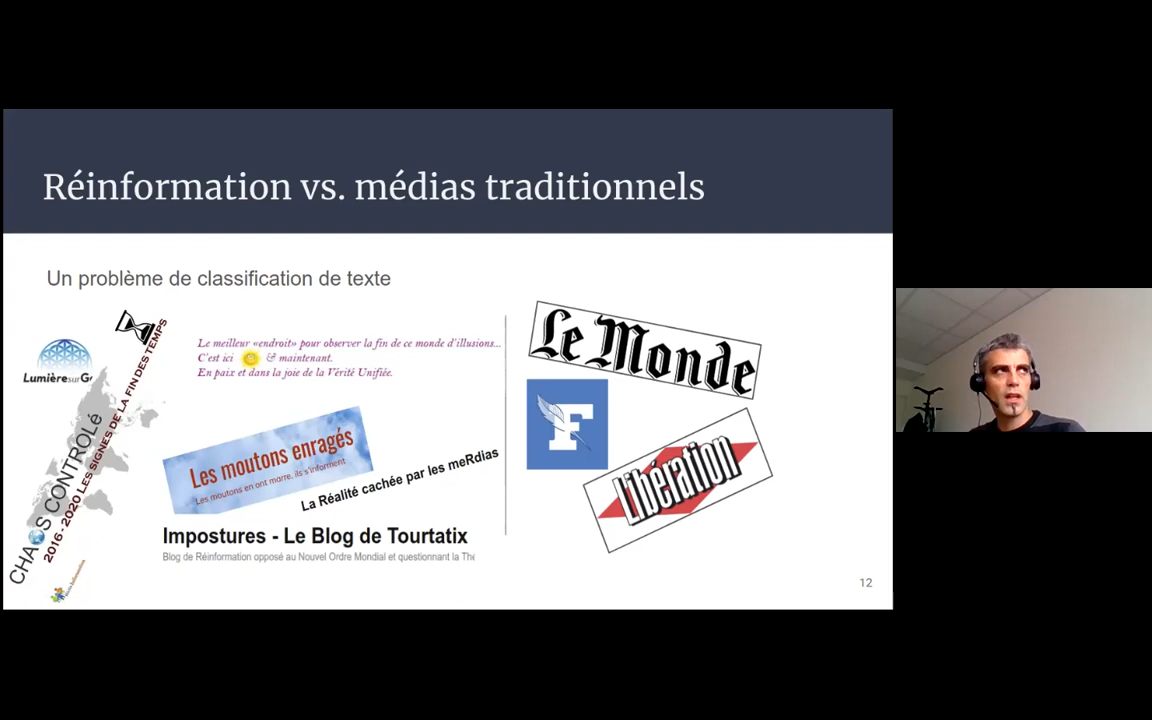 Réinformation vs. médias traditionnels
Un problème de classification de texte
Lumière sur G
CHAOS CONTRÔLé
2016 - 2020 LES SIGNES DE LA FIN DES TEMPS
Le meilleur «endroit» pour observer la fin de ce monde d'illusions...
C'est ici & maintenant.
En paix et dans la joie de la Vérité Unifiée.
Les moutons enragés
Les moutons en ont marre, ils s'informent
La Réalité cachée par les meRdias
Impostures - Le Blog de Tourtatix
Blog de Réinformation opposé au Nouvel Ordre Mondial et questionnant la Thé
Le Monde
F
Libération
12